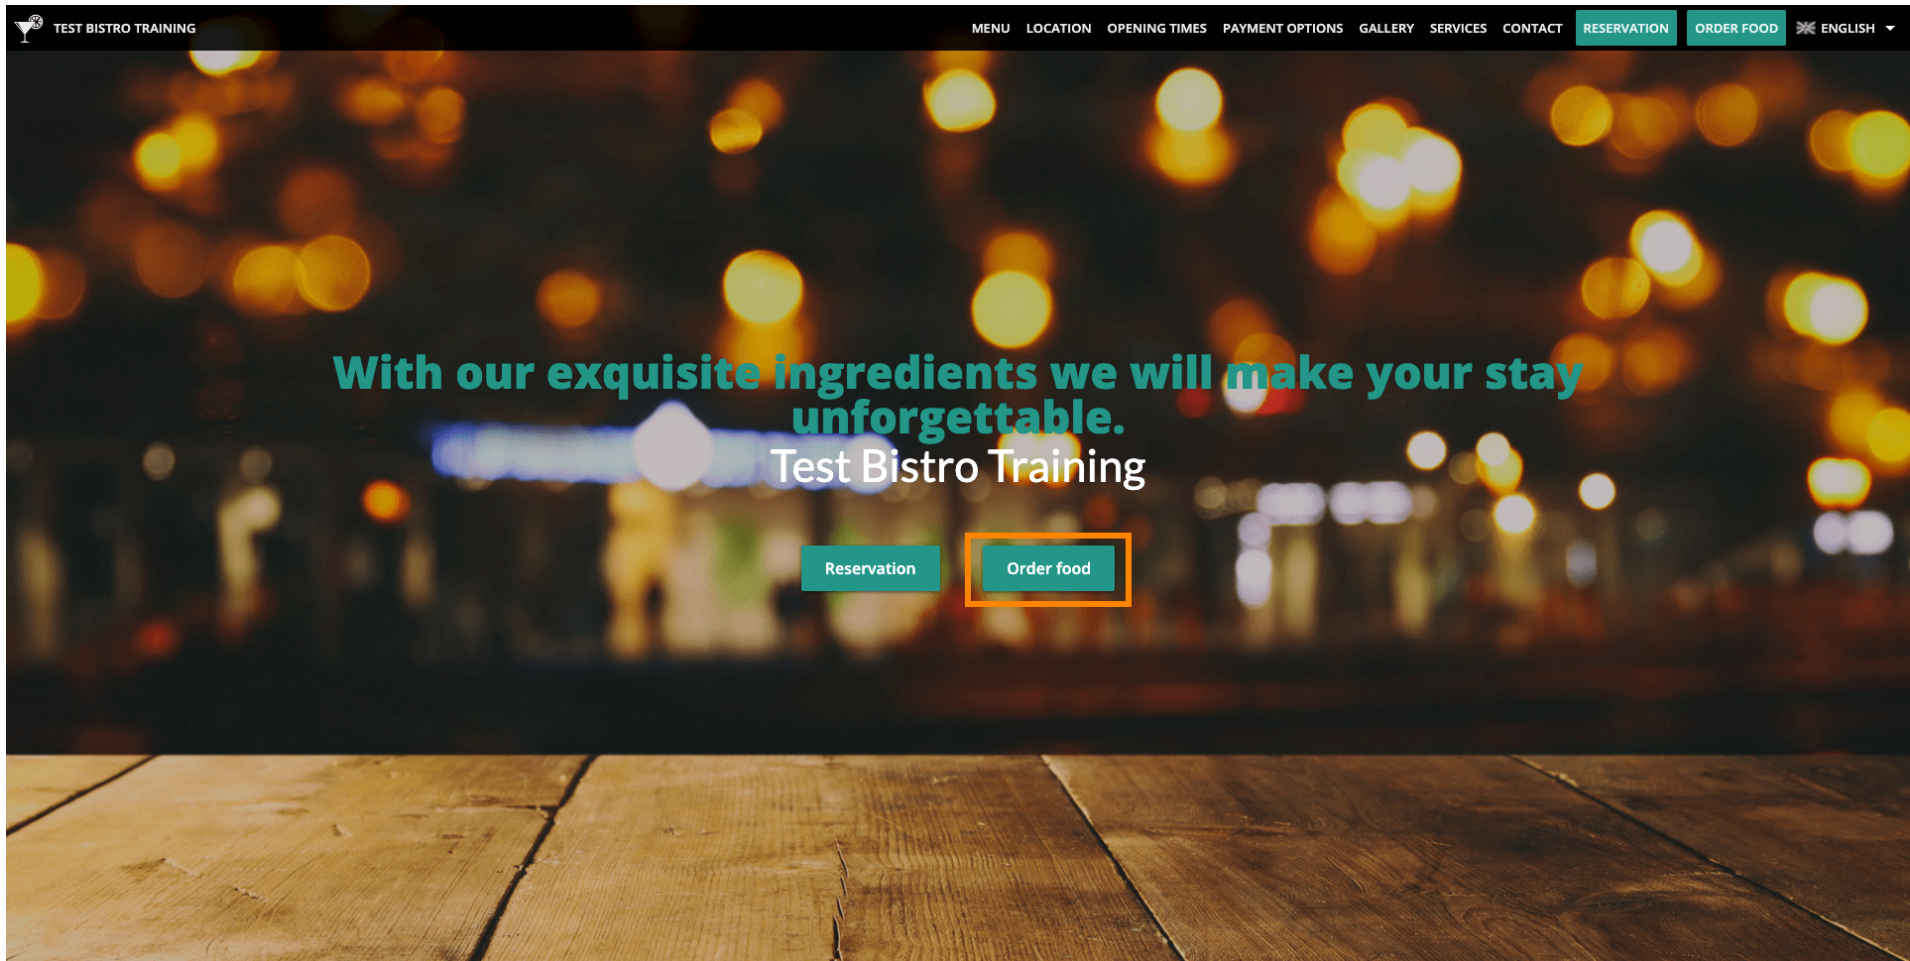 TEST BISTRO TRAINING
MENU LOCATION OPENING TIMES PAYMENT OPTIONS GALLERY SERVICES CONTACT RESERVATION ORDER FOOD ENGLISH
With our exquisite ingredients we will make your stay
unforgettable.
Test Bistro Training
Reservation Order food